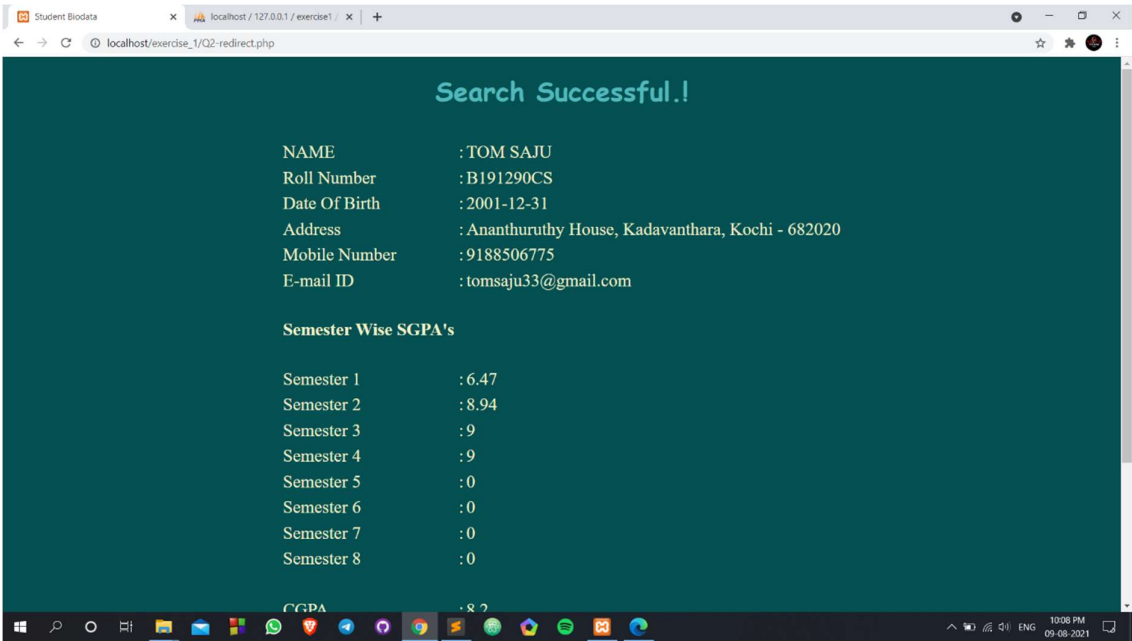 Student Biodata
localhost / 127.0.0.1 / exercise1 /
localhost/exercise_1/Q2-redirect.php
Search Successful.!
NAME : TOM SAJU
Roll Number : B191290CS
Date Of Birth : 2001-12-31
Address : Ananthuruthy House, Kadavanthara, Kochi - 682020
Mobile Number : 9188506775
E-mail ID : tomsaju33@gmail.com
Semester Wise SGPA's
Semester 1 : 6.47
Semester 2 : 8.94
Semester 3 : 9
Semester 4 : 9
Semester 5 : 0
Semester 6 : 0
Semester 7 : 0
Semester 8 : 0
CGPA : 8.2
ENG
10:08 PM
09-08-2021